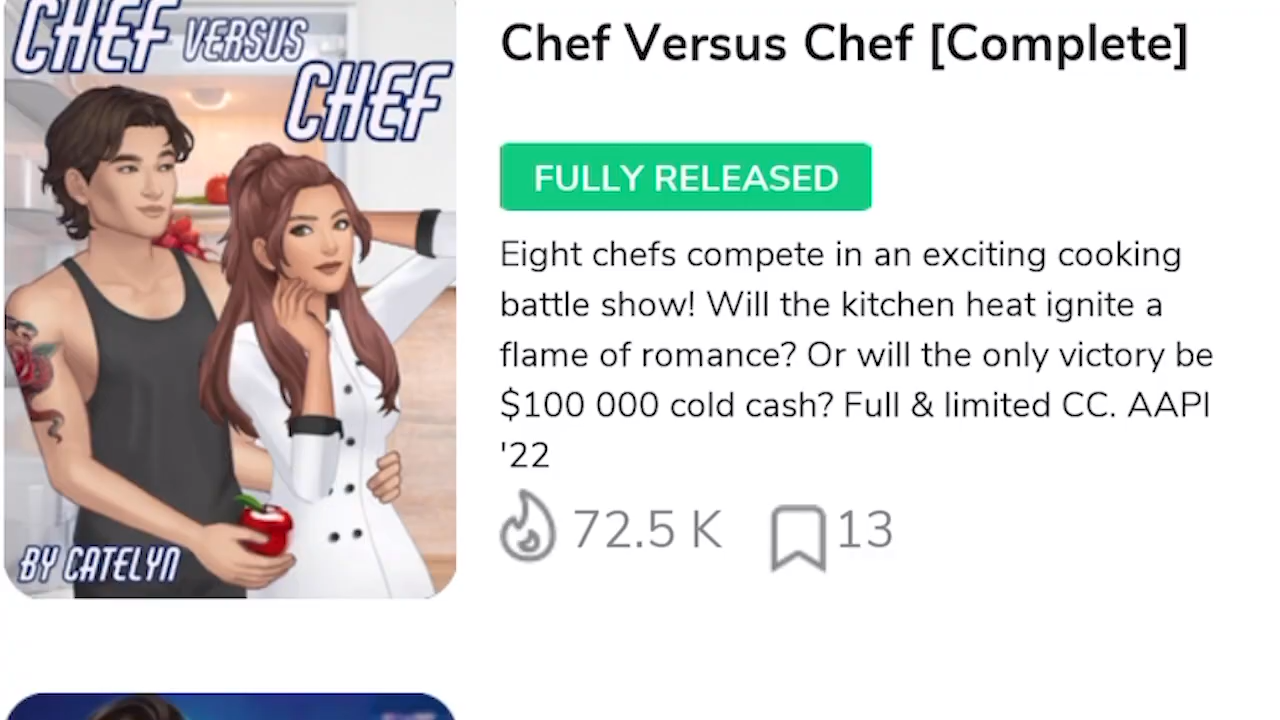 CHEF VERSUS
CHEF
BY CATELYN
Chef Versus Chef [Complete]
FULLY RELEASED
Eight chefs compete in an exciting cooking
battle show! Will the kitchen heat ignite a
flame of romance? Or will the only victory be
$100 000 cold cash? Full & limited CC. AAPI
'22
72.5 K 13